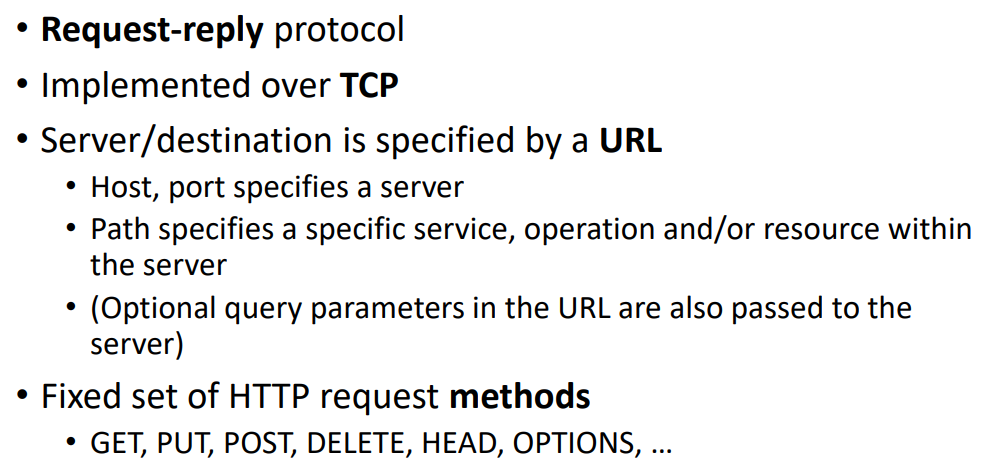 • Request-reply protocol
• Implemented over TCP
• Server/destination is specified by a URL
• Host, port specifies a server
• Path specifies a specific service, operation and/or resource within
the server
• (Optional query parameters in the URL are also passed to the
server)
• Fixed set of HTTP request methods
• GET, PUT, POST, DELETE, HEAD, OPTIONS, ...